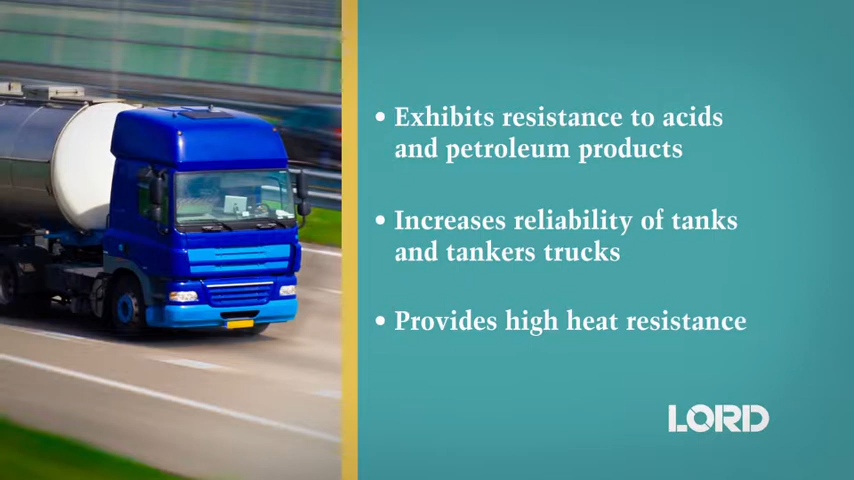 • Exhibits resistance to acids
and petroleum products
• Increases reliability of tanks
and tankers trucks
• Provides high heat resistance
LORD